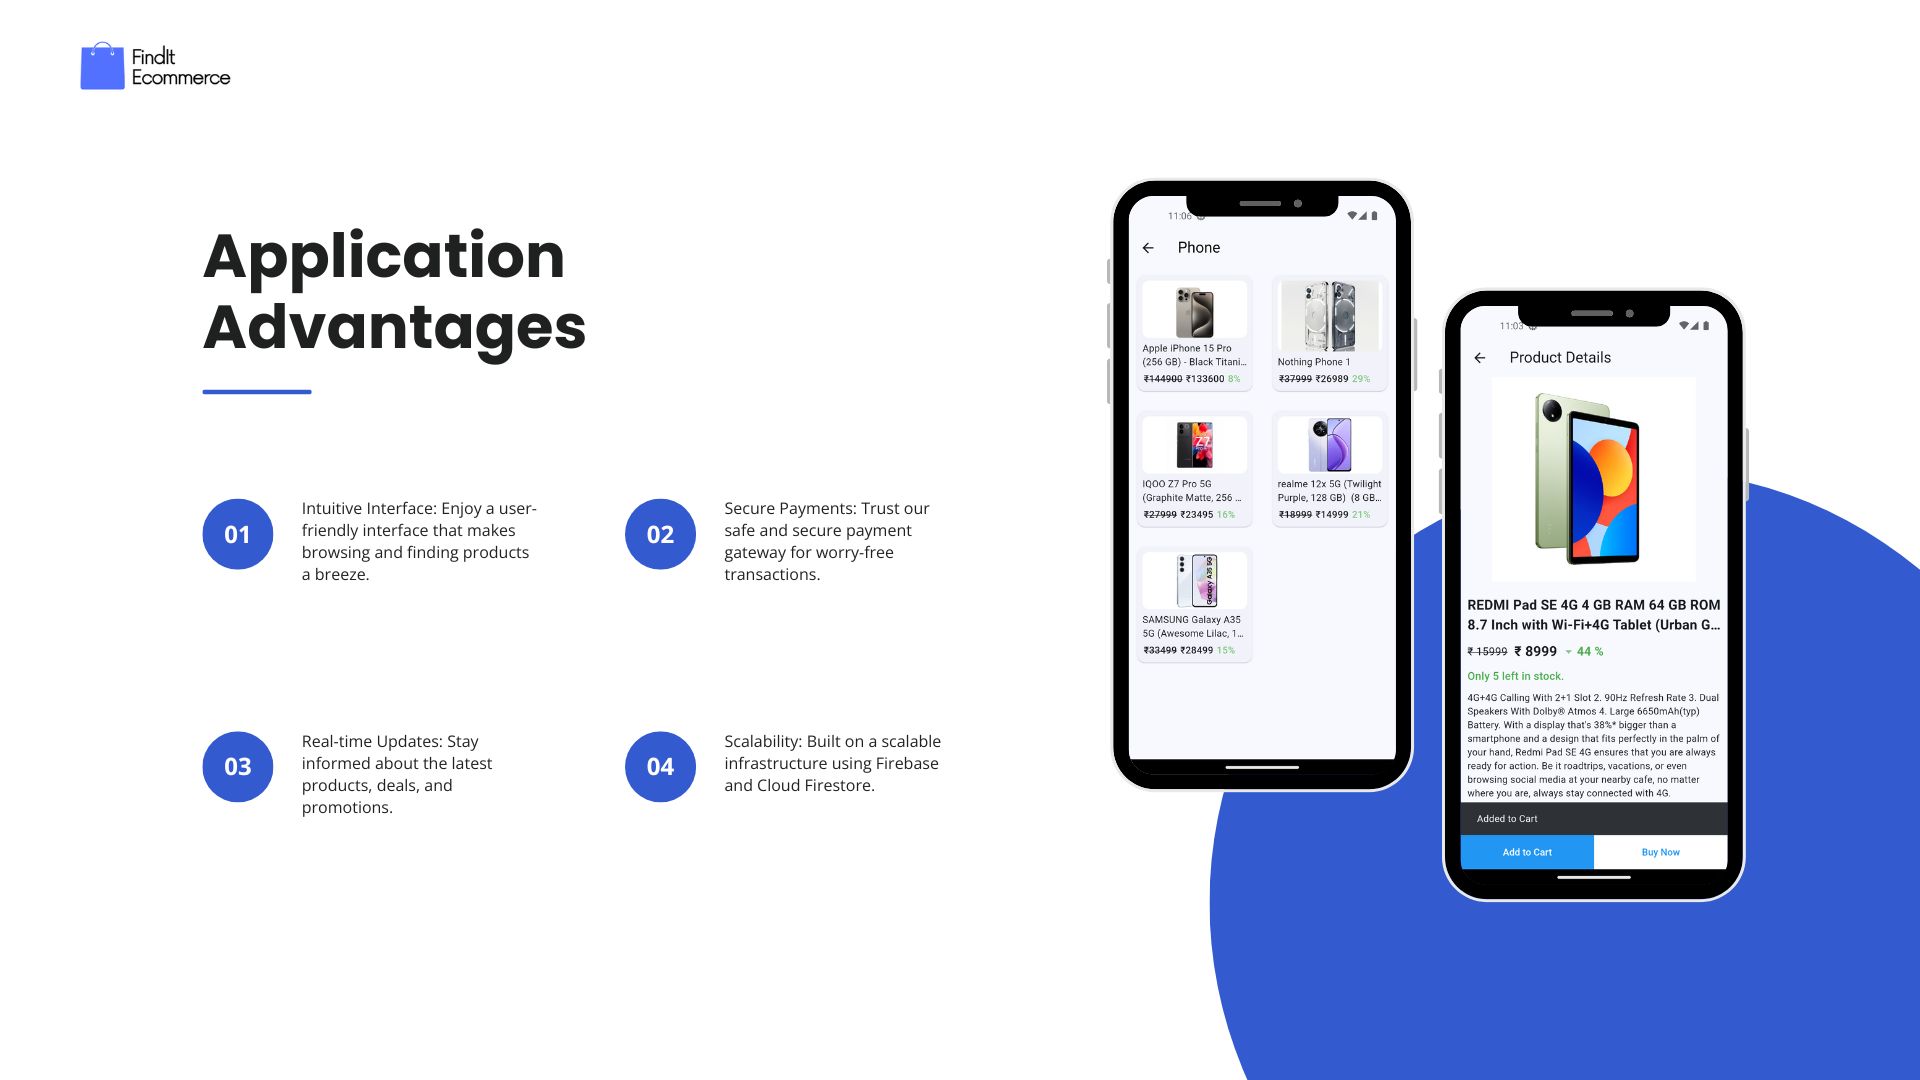 FindIt
Ecommerce
Application
Advantages
01
Intuitive Interface: Enjoy a user-
friendly interface that makes
browsing and finding products
a breeze.
02
Secure Payments: Trust our
safe and secure payment
gateway for worry-free
transactions.
03
Real-time Updates: Stay
informed about the latest
products, deals, and
promotions.
04
Scalability: Built on a scalable
infrastructure using Firebase
and Cloud Firestore.
11:06
Phone
Apple iPhone 15 Pro
(256 GB) - Black Titani...
₹144900 ₹133600 8%
Nothing Phone 1
₹37999 ₹26989 29%
iQOO Z7 Pro 5G
(Graphite Matte, 256 ...
₹27999 ₹23495 16%
realme 12x 5G (Twilight
Purple, 128 GB) (8 GB...
₹18999 ₹14999 21%
Galaxy A35 5G
SAMSUNG Galaxy A35
5G (Awesome Lilac, 1...
₹33499 ₹28499 15%
11:03
Product Details
REDMI Pad SE 4G 4 GB RAM 64 GB ROM
8.7 Inch with Wi-Fi+4G Tablet (Urban G...
₹ 15999 ₹ 8999 44 %
Only 5 left in stock.
4G+4G Calling With 2+1 Slot 2. 90Hz Refresh Rate 3. Dual
Speakers With Dolby® Atmos 4. Large 6650mAh(typ)
Battery. With a display that's 38%* bigger than a
smartphone and a design that fits perfectly in the palm of
your hand, Redmi Pad SE 4G ensures that you are always
ready for action. Be it roadtrips, vacations, or even
browsing social media at your nearby cafe, no matter
where you are, always stay connected with 4G.
Added to Cart
Add to Cart
Buy Now